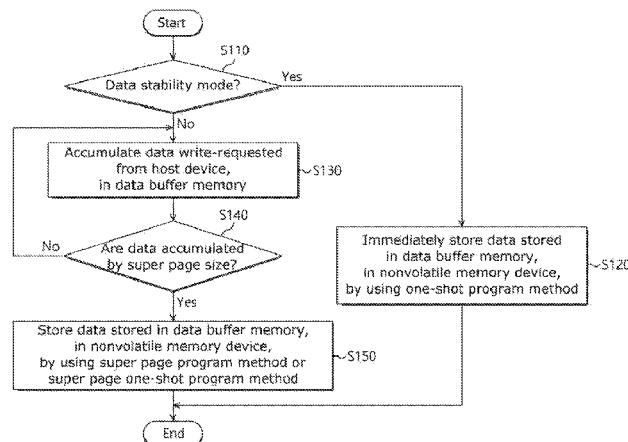 Start
S110
Data stability mode?
Yes
No
Accumulate data write-requested
from host device,
in data buffer memory
S130
S140
No
Are data accumulated
by super page size?
Immediately store data stored
in data buffer memory,
in nonvolatile memory device,
by using one-shot program method
S120
Yes
Store data stored in data buffer memory,
in nonvolatile memory device,
by using super page program method or
super page one-shot program method
S150
End